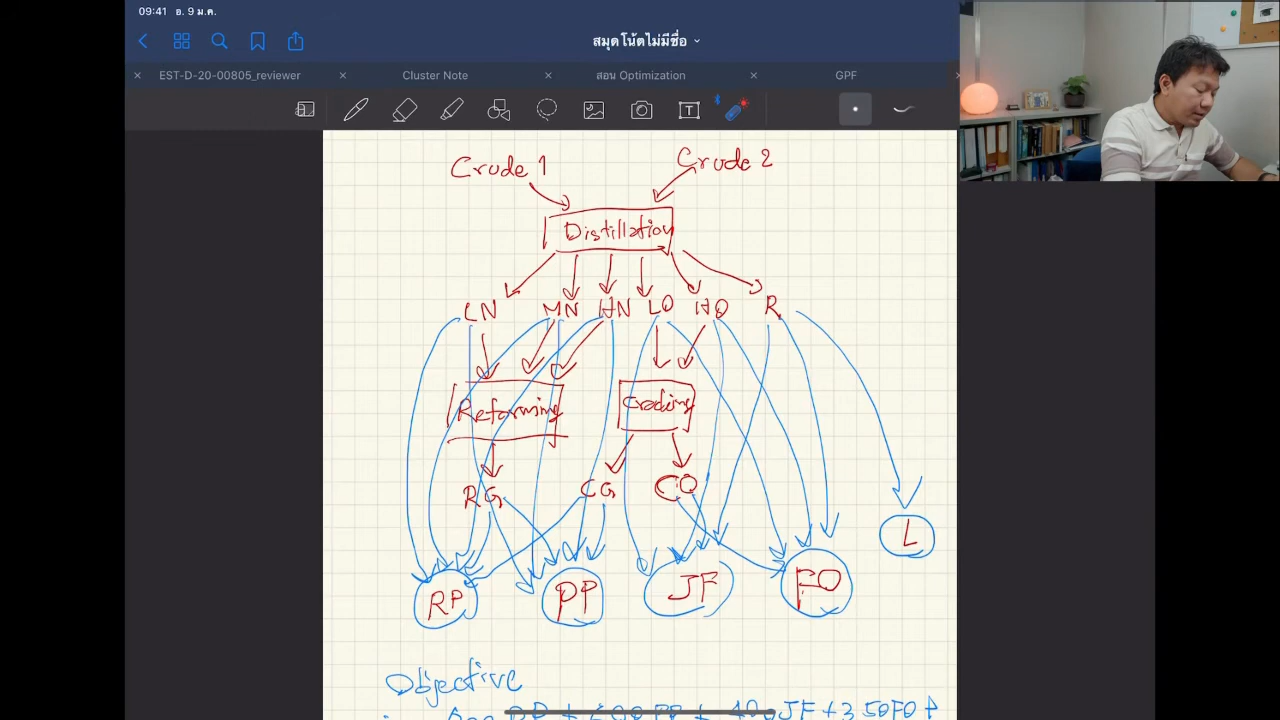 09:41 อ. 9 ม.ค.
สมุดโน้ตไม่มีชื่อ
EST-D-20-00805_reviewer
Cluster Note
สอน Optimization
GPF
Crude 1
Crude 2
Distillation
LN MN HN LO HO R
Reforming
Cracking
RG CG CO
L
RP PP JF FO
Objective